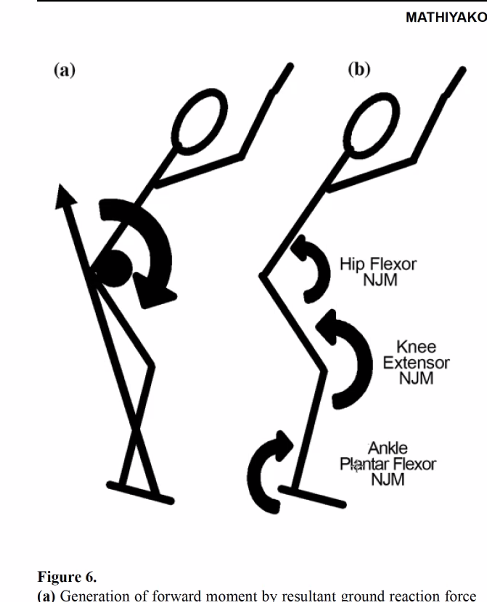 MATHIYAKO
(a)
(b)
Hip Flexor
NJM
Knee
Extensor
NJM
Ankle
Plantar Flexor
NJM
Figure 6.
(a) Generation of forward moment by resultant ground reaction force